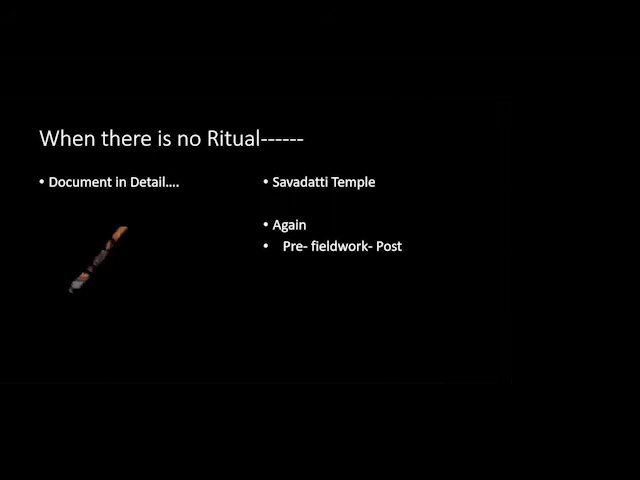 When there is no Ritual------
• Document in Detail....
• Savadatti Temple
• Again
• Pre- fieldwork- Post